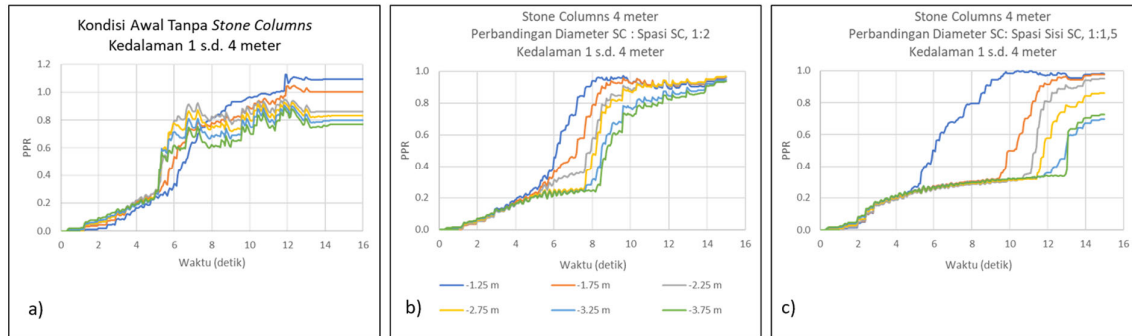 Kondisi Awal Tanpa Stone Columns
Kedalaman 1 s.d. 4 meter
1.2
1.0
0.8
0.6
0.4
0.2
0.0
PPR
0 2 4 6 8 10 12 14 16
Waktu (detik)
a)
Stone Columns 4 meter
Perbandingan Diameter SC : Spasi SC, 1:2
Kedalaman 1 s.d. 4 meter
1.0
0.8
0.6
0.4
0.2
0.0
PPR
0 2 4 6 8 10 12 14 16
Waktu (detik)
-1.25 m -1.75 m -2.25 m
-2.75 m -3.25 m -3.75 m
b)
Stone Columns 4 meter
Perbandingan Diameter SC: Spasi Sisi SC, 1:1,5
Kedalaman 1 s.d. 4 meter
1.0
0.8
0.6
0.4
0.2
0.0
PPR
0 2 4 6 8 10 12 14 16
Waktu (detik)
c)